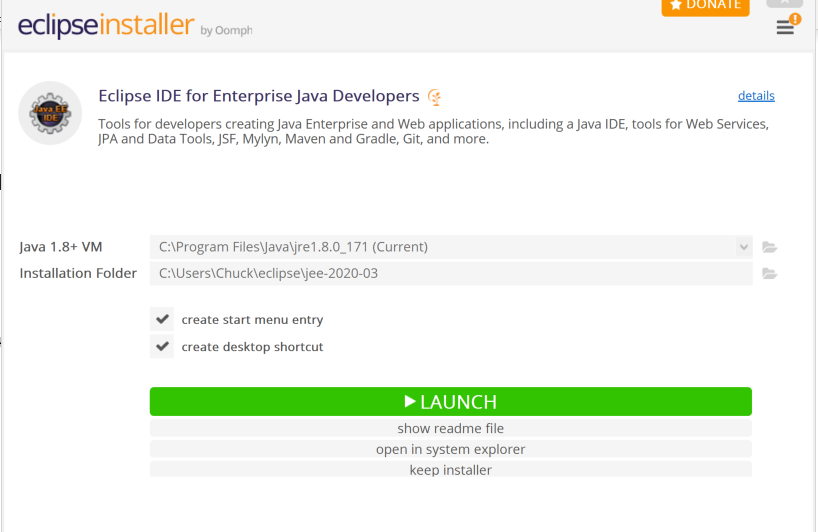 DONATE
eclipseinstaller by Oomph
Java EE
IDE
Eclipse IDE for Enterprise Java Developers
details
Tools for developers creating Java Enterprise and Web applications, including a Java IDE, tools for Web Services,
JPA and Data Tools, JSF, Mylyn, Maven and Gradle, Git, and more.
Java 1.8+ VM C:\Program Files\Java\jre1.8.0_171 (Current)
Installation Folder C:\Users\Chuck\eclipse\jee-2020-03
create start menu entry
create desktop shortcut
LAUNCH
show readme file
open in system explorer
keep installer